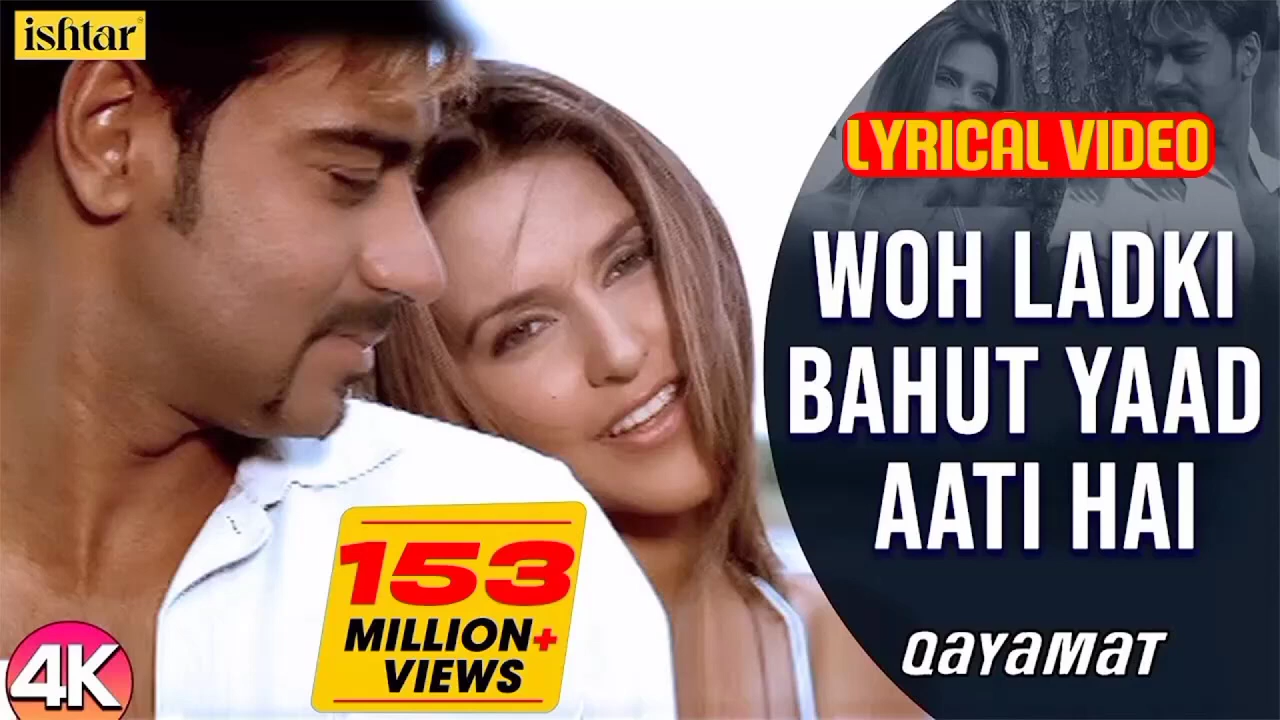 ishtar
LYRICAL VIDEO
WOH LADKI
BAHUT YAAD
AATI HAI
153
MILLION+
VIEWS
QAYAMAT
4K